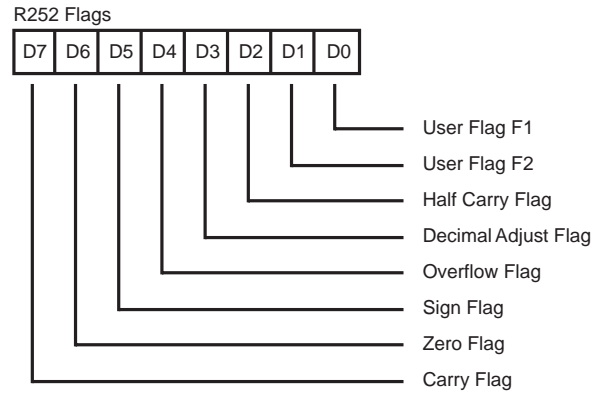 R252 Flags
D7 D6 D5 D4 D3 D2 D1 D0
User Flag F1
User Flag F2
Half Carry Flag
Decimal Adjust Flag
Overflow Flag
Sign Flag
Zero Flag
Carry Flag